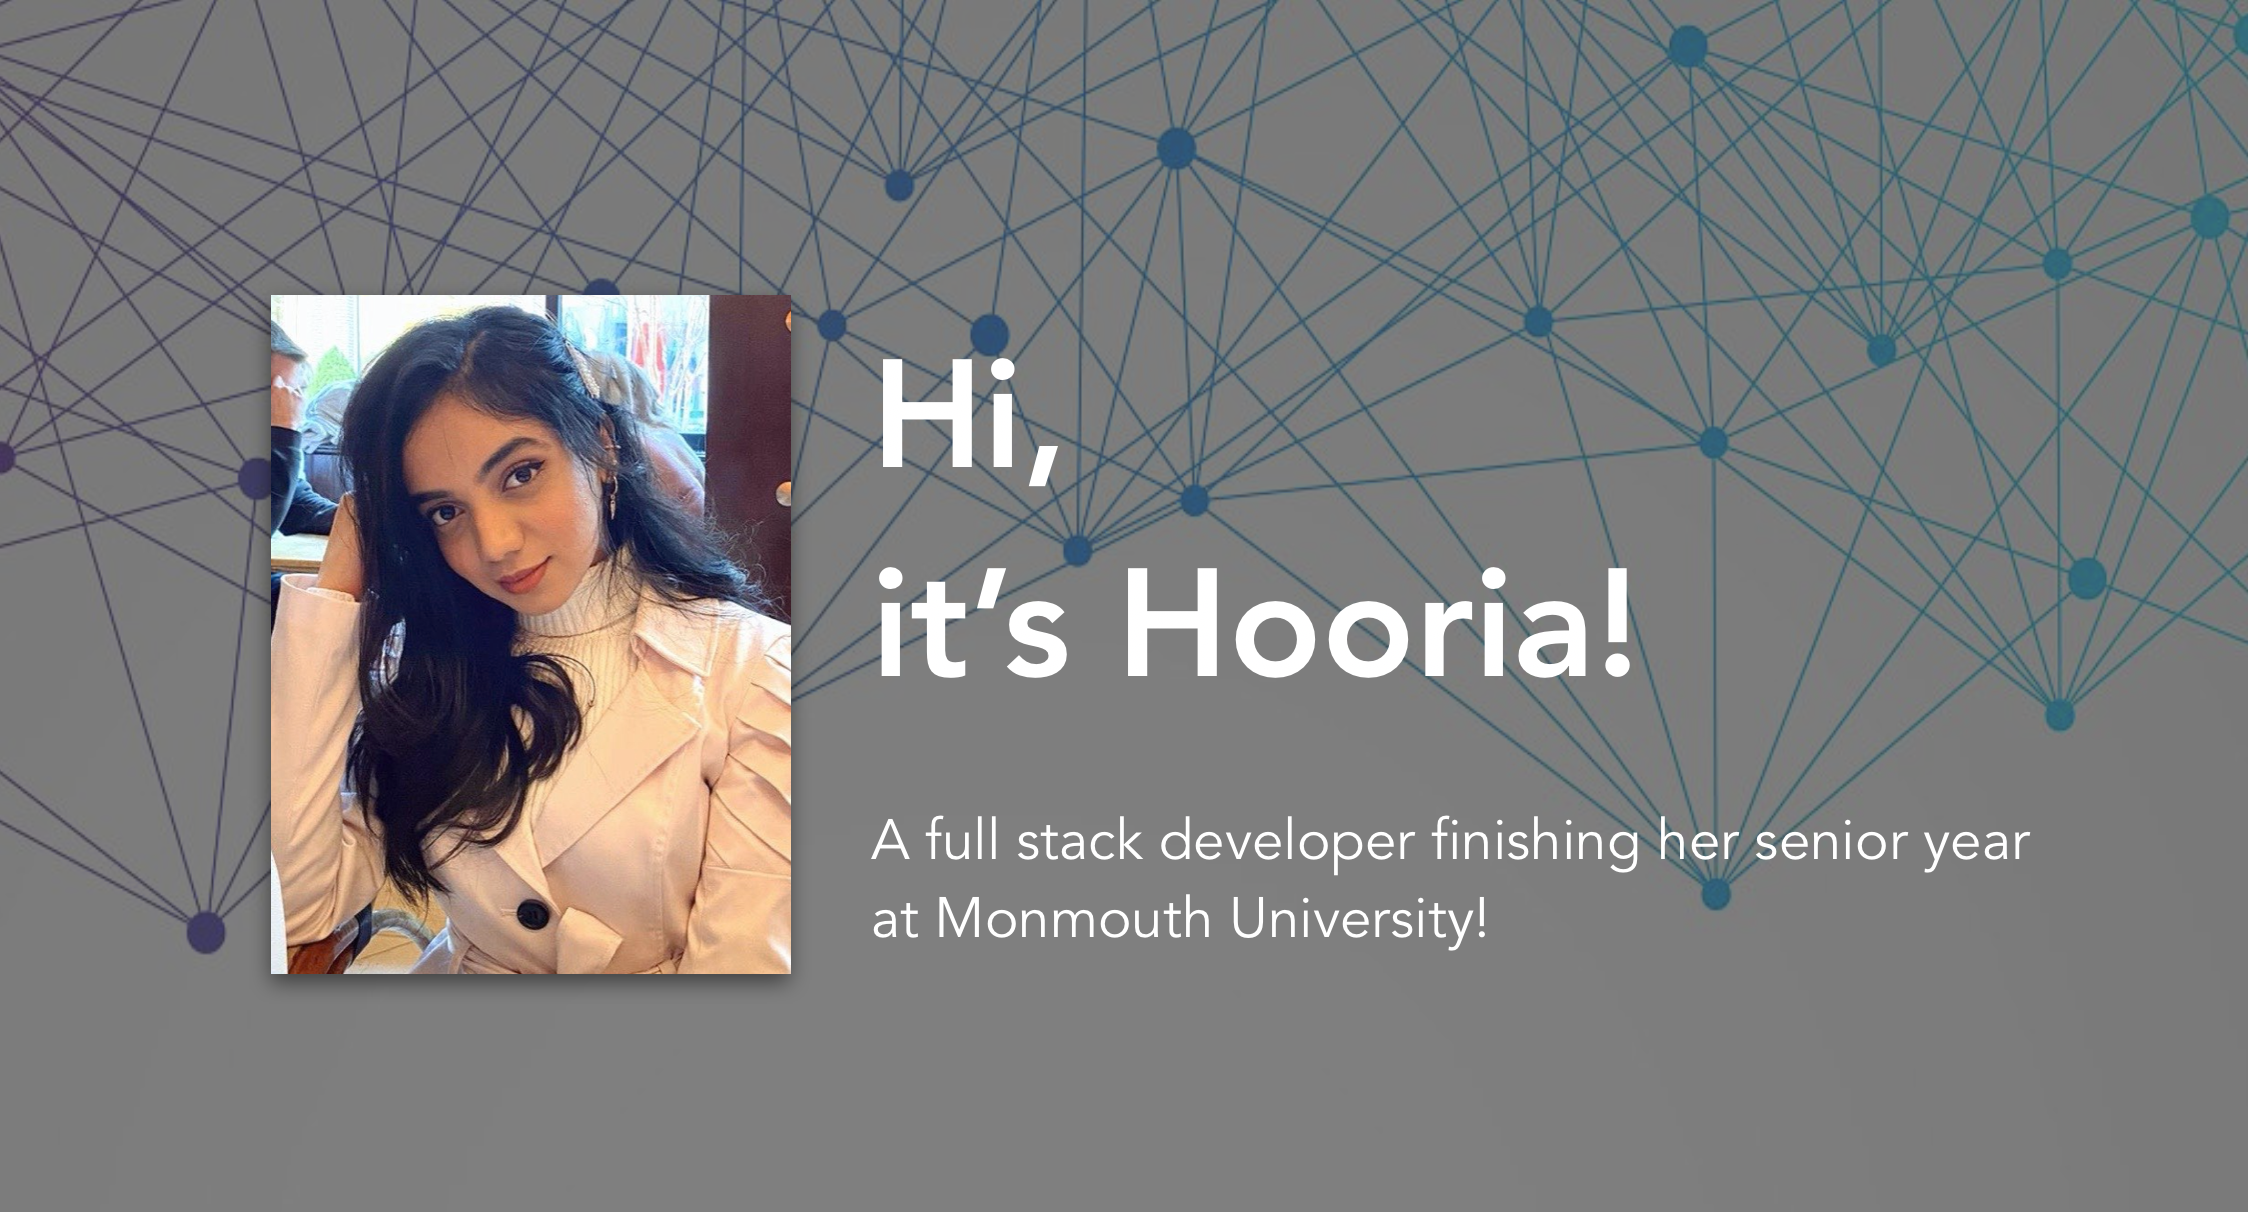 Hi,
it’s Hooria!
A full stack developer finishing her senior year
at Monmouth University!